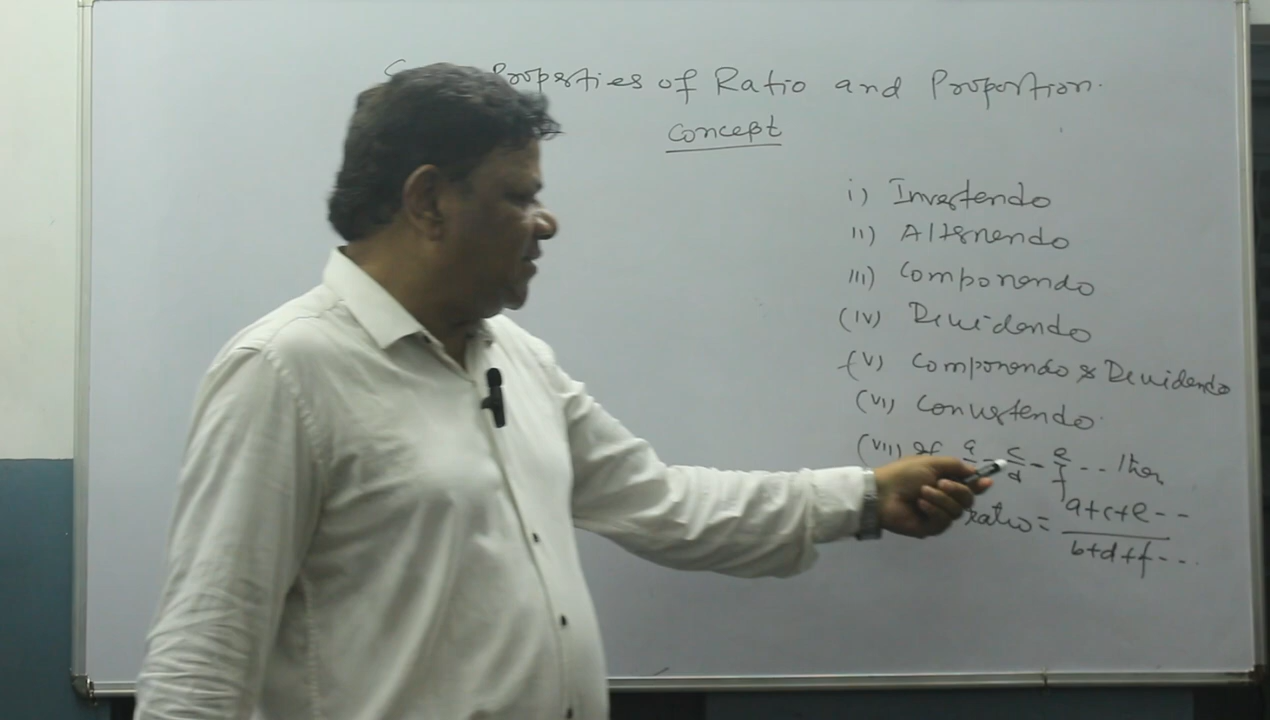 Properties of Ratio and Proportion.
Concept
i) Invertendo
ii) Alternendo
iii) Componendo
(iv) Dividendo
(v) Componendo & Dividendo
(vi) Convertendo.
(vii) If a/b = c/d = e/f ... then
ratio = a+c+e.../b+d+f...